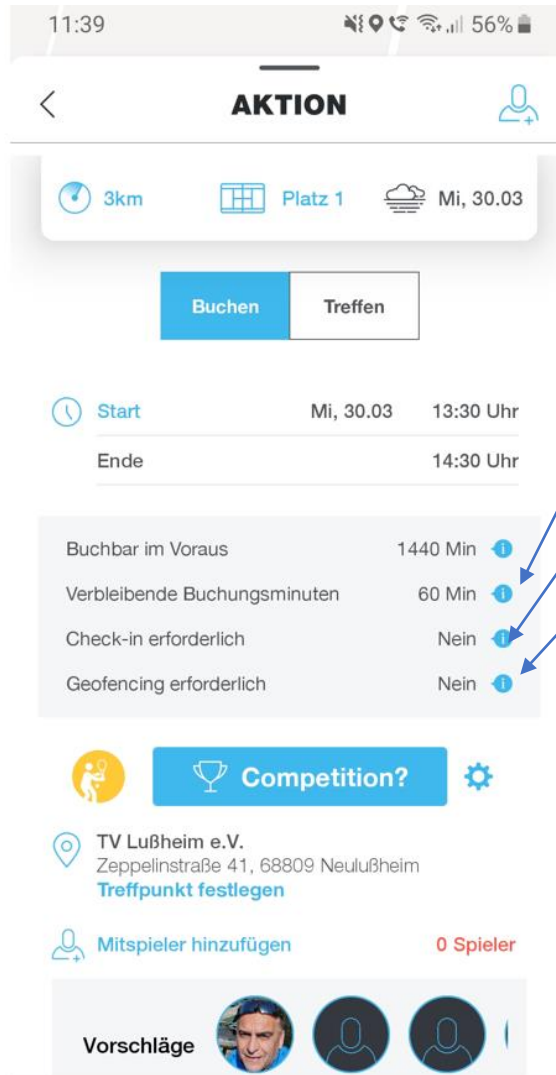 11:39 56%
AKTION
3km Platz 1 Mi, 30.03
Buchen Treffen
Start Mi, 30.03 13:30 Uhr
Ende 14:30 Uhr
Buchbar im Voraus 1440 Min
Verbleibende Buchungsminuten 60 Min
Check-in erforderlich Nein
Geofencing erforderlich Nein
Competition?
TV Lußheim e.V.
Zeppelinstraße 41, 68809 Neulußheim
Treffpunkt festlegen
Mitspieler hinzufügen 0 Spieler
Vorschläge